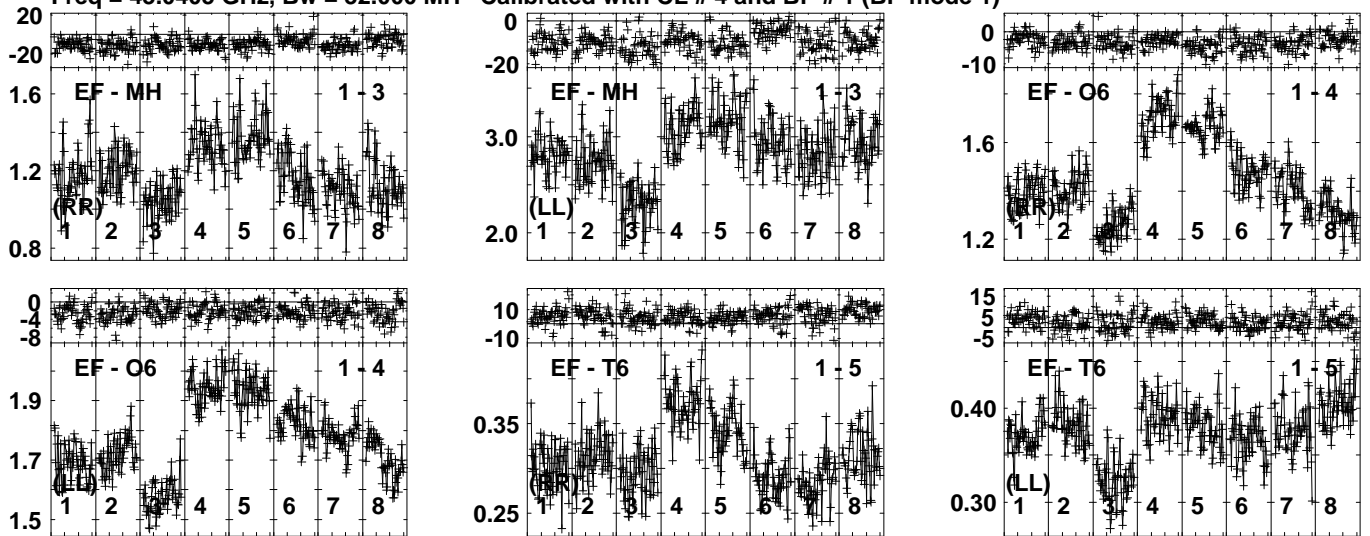 Calibrated with CL # 4 and BP # 1 (BP mode 1)
20
0
-20
1.6
1.2
1.0
0.8
EF - MH 1 - 3
(RR)
1 2 3 4 5 6 7 8
0
-20
3.0
2.0
EF - MH 1 - 3
(LL)
1 2 3 4 5 6 7 8
0
-10
1.6
1.2
EF - O6 1 - 4
(RR)
1 2 3 4 5 6 7 8
0
-4
-8
1.9
1.7
1.5
EF - O6 1 - 4
(LL)
1 2 3 4 5 6 7 8
10
-10
0.35
0.25
EF - T6 1 - 5
(RR)
1 2 3 4 5 6 7 8
15
5
-5
0.40
0.30
EF - T6 1 - 5
(LL)
1 2 3 4 5 6 7 8